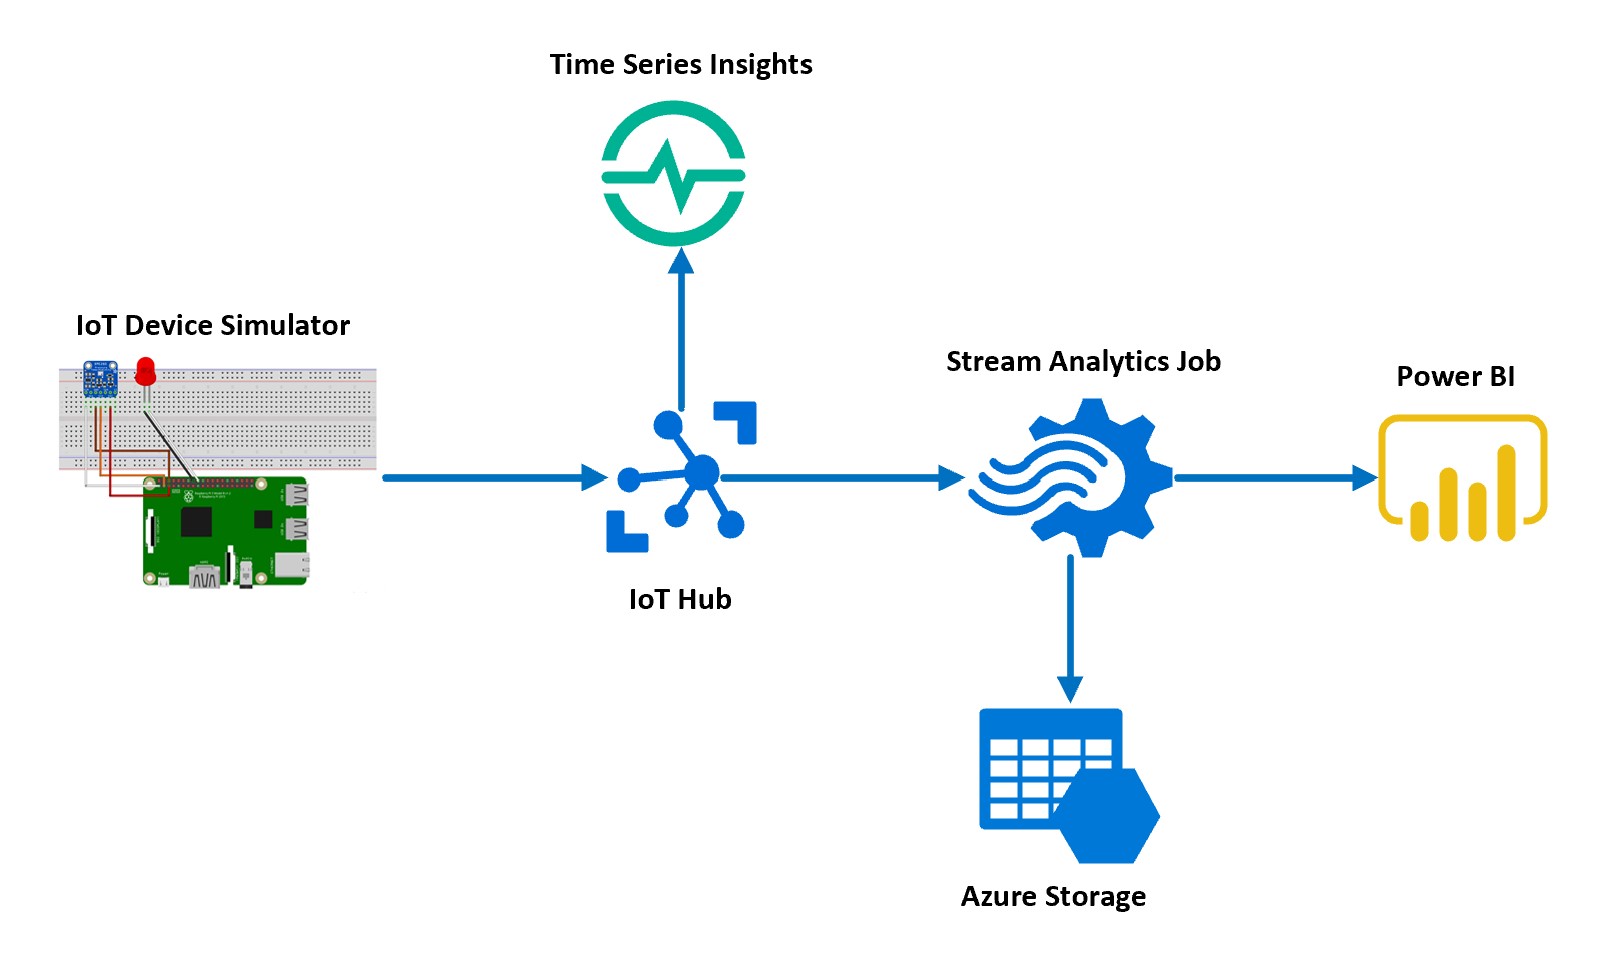 Time Series Insights
IoT Device Simulator
Stream Analytics Job
Power BI
IoT Hub
Azure Storage